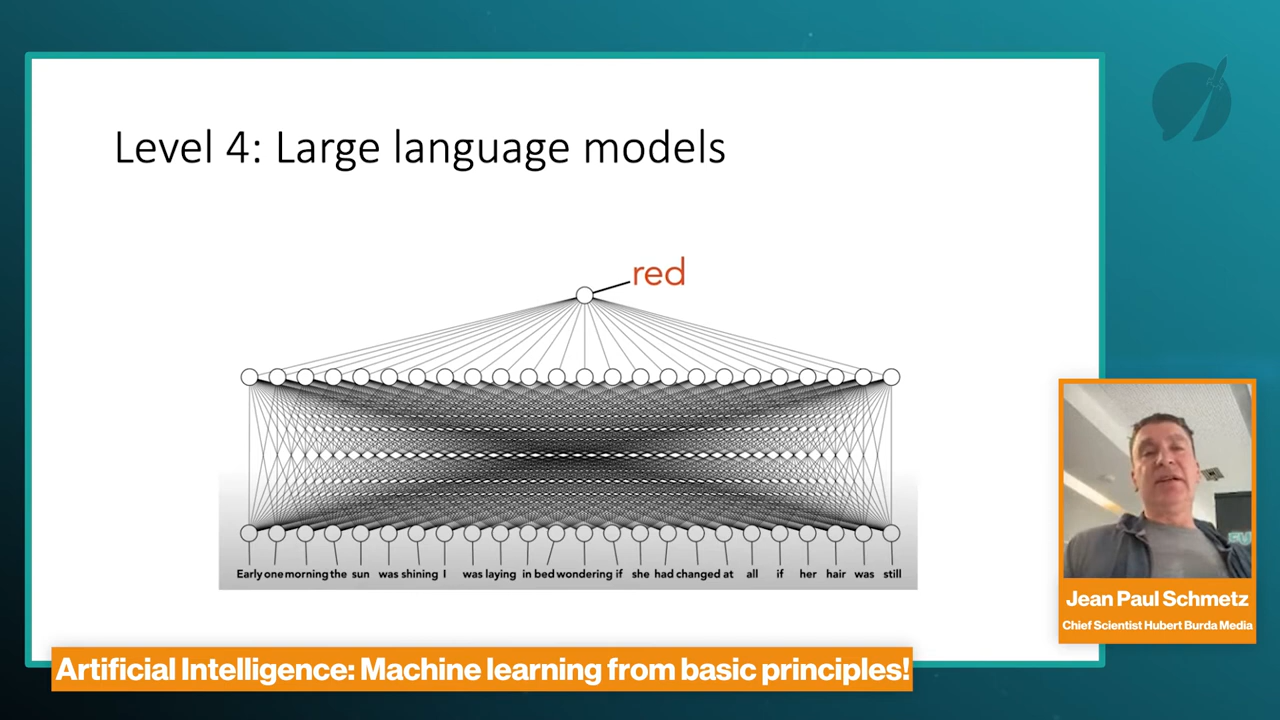 Level 4: Large language models
red
Early one morning the sun was shining I was laying in bed wondering if she had changed at all if her hair was still
Jean Paul Schmetz
Chief Scientist Hubert Burda Media
Artificial Intelligence: Machine learning from basic principles!